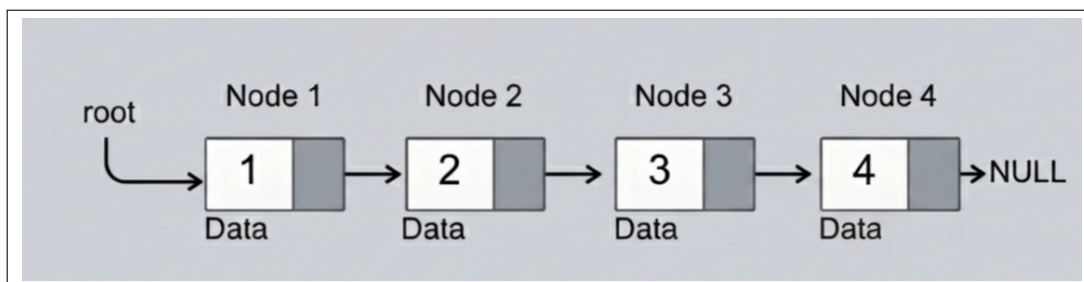 root
Node 1
Node 2
Node 3
Node 4
1
2
3
4
NULL
Data
Data
Data
Data